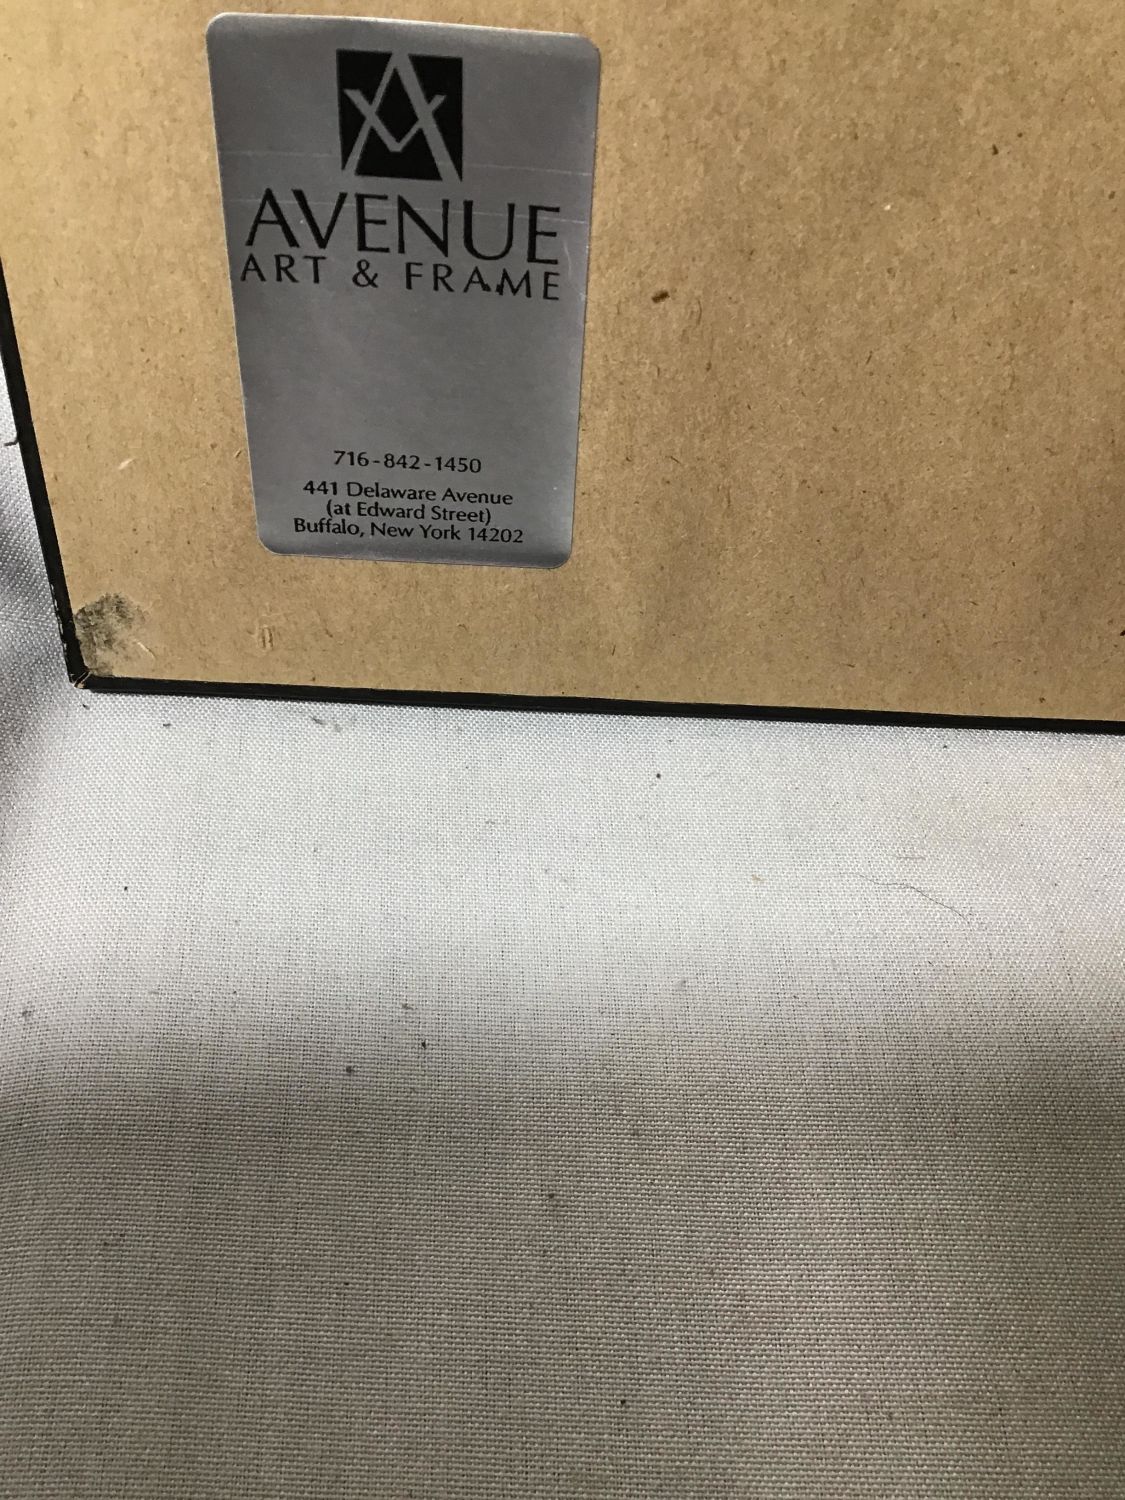 AVENUE
ART & FRAME
716-842-1450
441 Delaware Avenue
(at Edward Street)
Buffalo, New York 14202